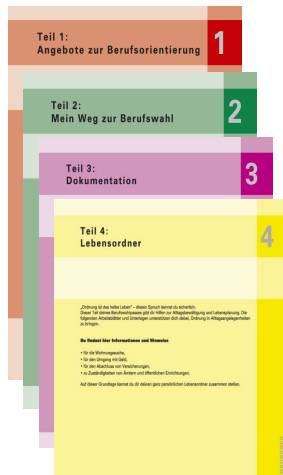 Teil 1:
Angebote zur Berufsorientierung
1
Teil 2:
Mein Weg zur Berufswahl
2
Teil 3:
Dokumentation
3
Teil 4:
Lebensordner
4
„Ordnung ist das halbe Leben“ – diesen Spruch kennst du sicherlich.
Dieser Teil deines Berufswahlpasses gibt dir Hilfen zur Alltagsbewältigung und Lebensplanung. Die
folgenden Arbeitsblätter und Unterlagen unterstützen dich dabei, Ordnung in Alltagsangelegenheiten
zu bringen.
Du findest hier Informationen und Hinweise
• für die Wohnungssuche,
• für den Umgang mit Geld,
• für den Abschluss von Versicherungen,
• zu Zuständigkeiten von Ämtern und öffentlichen Einrichtungen.
Auf dieser Grundlage kannst du dir deinen ganz persönlichen Lebensordner zusammen stellen.